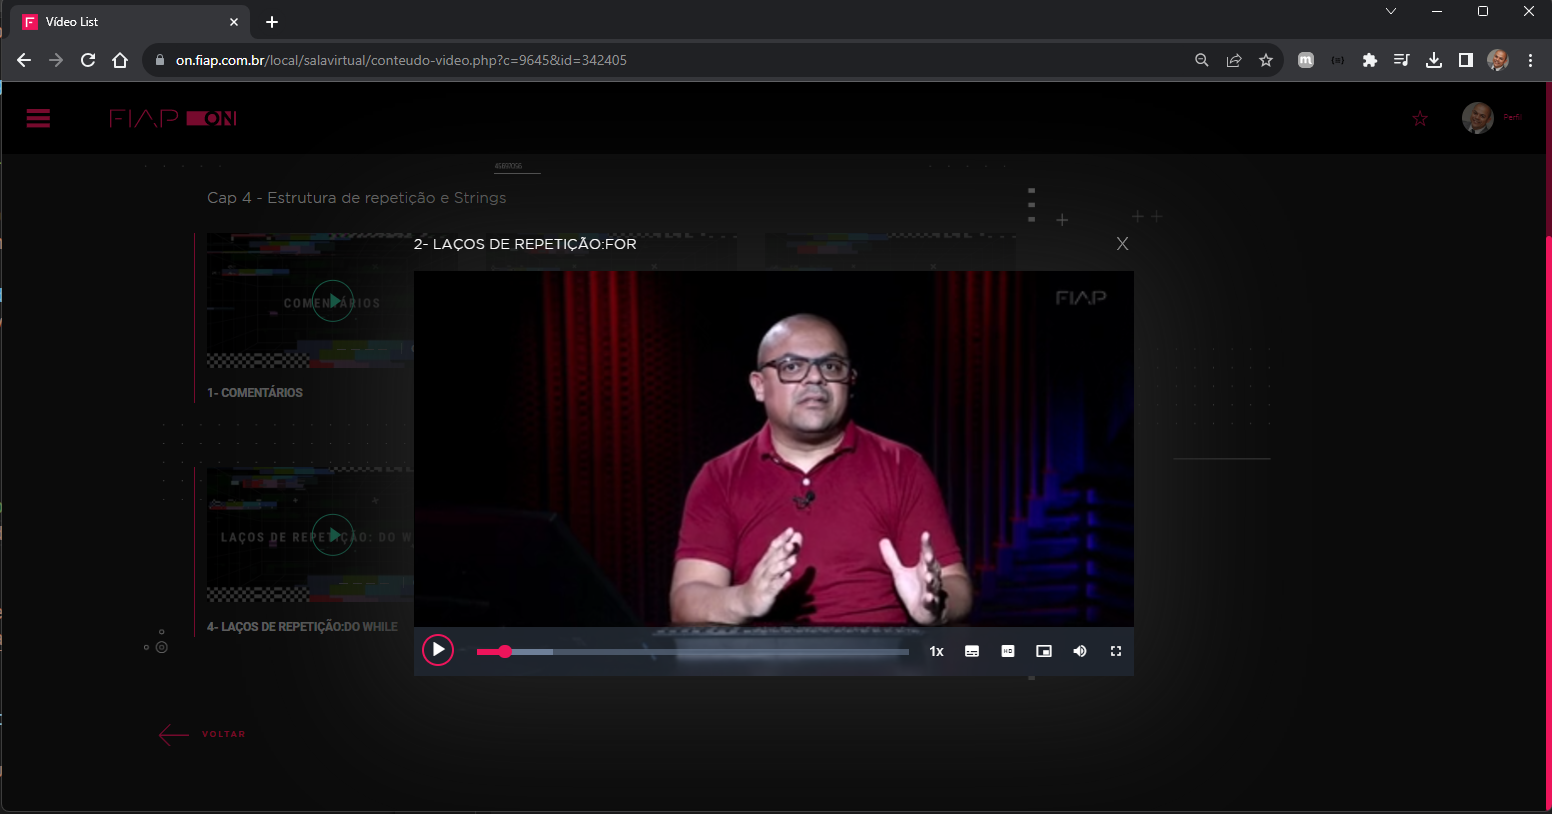 Vídeo List
on.fiap.com.br/local/salavirtual/conteudo-video.php?c=9645&id=342405
FIAP ON
Perfil
Cap 4 - Estrutura de repetição e Strings
2- LAÇOS DE REPETIÇÃO:FOR
X
FIAP
COMENTÁRIOS
1- COMENTÁRIOS
LAÇOS DE REPETIÇÃO: DO W
4- LAÇOS DE REPETIÇÃO:DO WHILE
1x
HD
VOLTAR